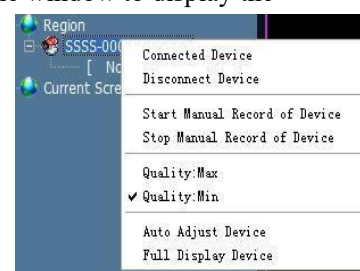 window to display the
Region
SSSS-000
[ No
Current Scre
Connected Device
Disconnect Device
Start Manual Record of Device
Stop Manual Record of Device
Quality:Max
✓ Quality:Min
Auto Adjust Device
Full Display Device